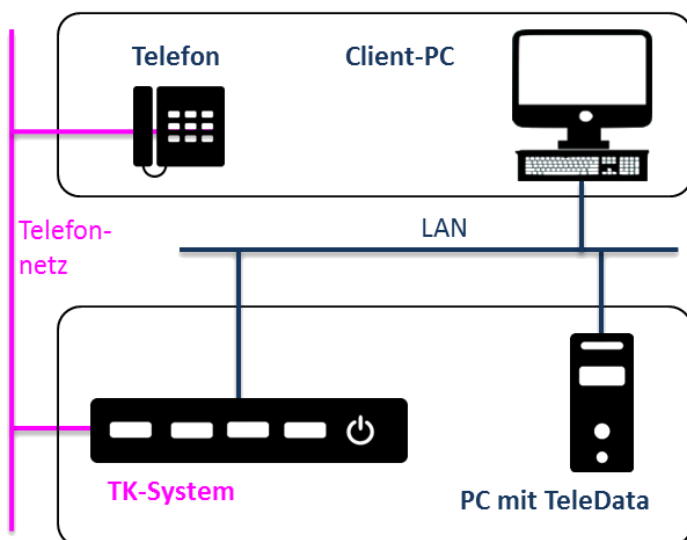 Telefon
Client-PC
Telefon-
netz
LAN
TK-System
PC mit TeleData